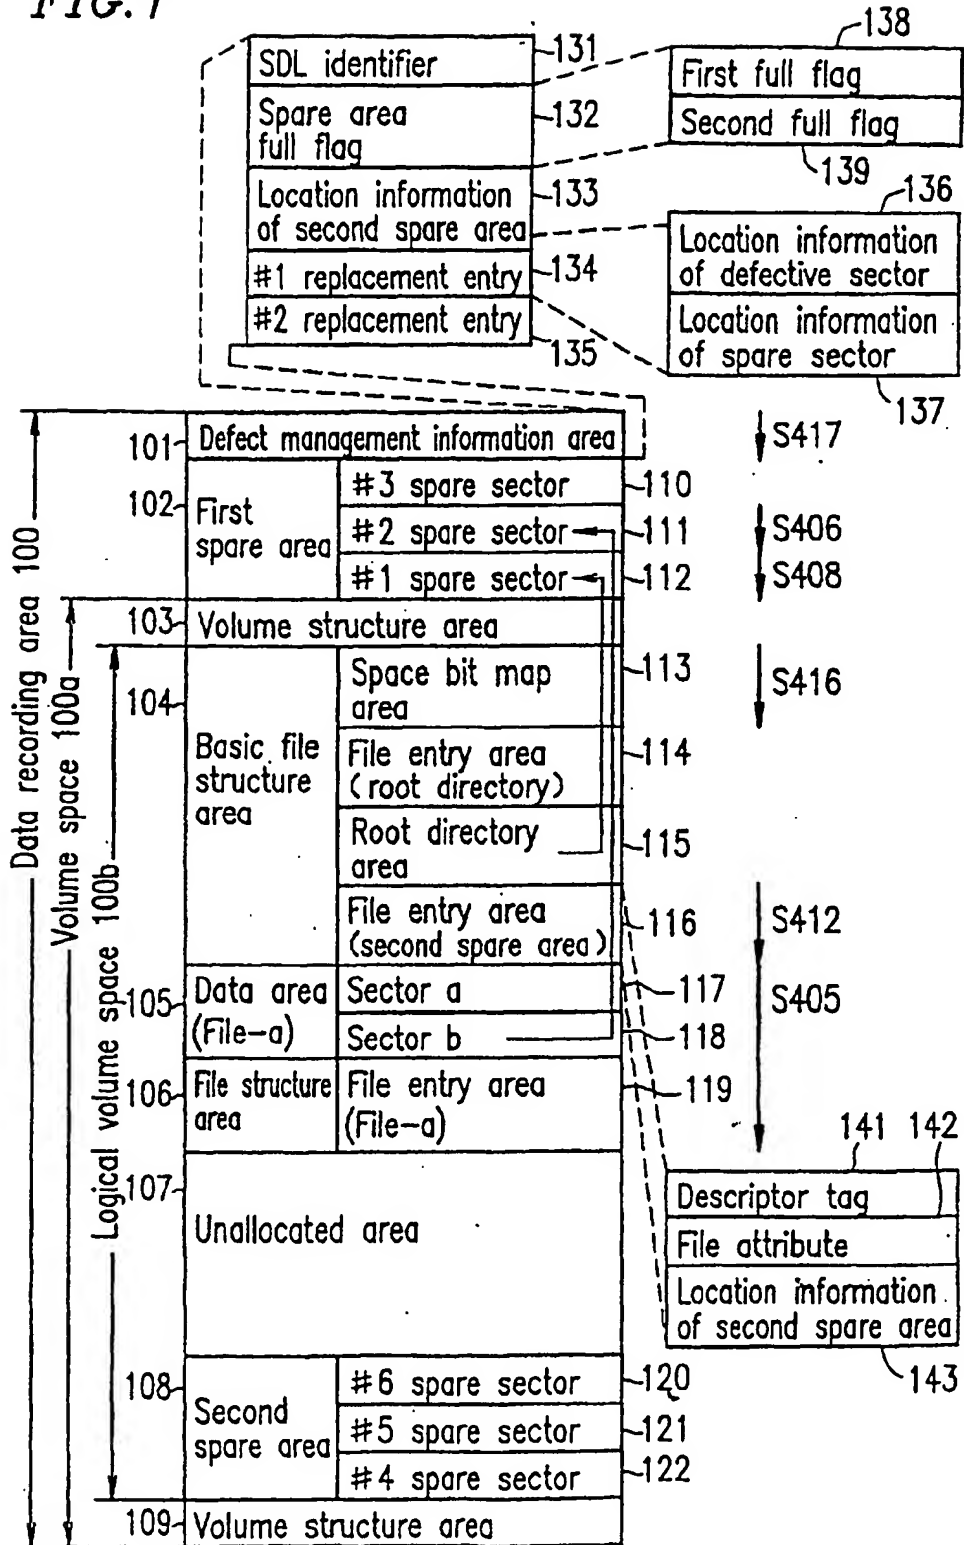 FIG. 1
SDL identifier
131
Spare area
full flag
132
Location information
of second spare area
133
#1 replacement entry
134
#2 replacement entry
135
138
First full flag
Second full flag
139
136
Location information
of defective sector
Location information
of spare sector
137
Data recording area 100
Volume space 100a
Logical volume space 100b
101
Defect management information area
S417
102
First
spare area
#3 spare sector
110
#2 spare sector
111
S406
#1 spare sector
112
S408
103
Volume structure area
104
Basic file
structure
area
Space bit map
area
113
S416
File entry area
(root directory)
114
Root directory
area
115
File entry area
(second spare area)
116
S412
105
Data area
(File-a)
Sector a
117
S405
Sector b
118
106
File structure
area
File entry area
(File-a)
119
107
Unallocated area
141
142
Descriptor tag
File attribute
Location information
of second spare area
143
108
Second
spare area
#6 spare sector
120
#5 spare sector
121
#4 spare sector
122
109
Volume structure area